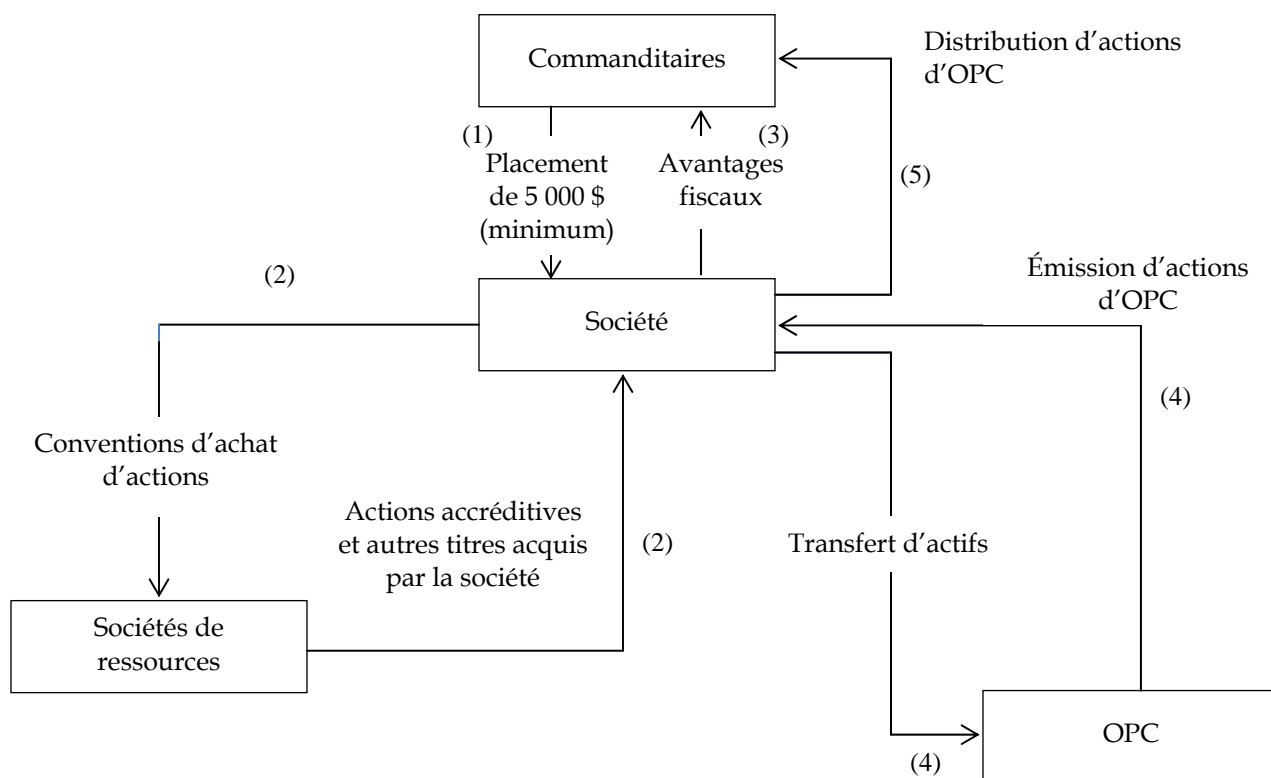 Commanditaires
Distribution d’actions
d’OPC
(1)
(3)
Placement
de 5 000 $
(minimum)
Avantages
fiscaux
(5)
(2)
Émission d’actions
d’OPC
Société
(4)
Conventions d’achat
d’actions
Actions accréditives
et autres titres acquis
par la société
(2)
Transfert d’actifs
Sociétés de
ressources
OPC
(4)